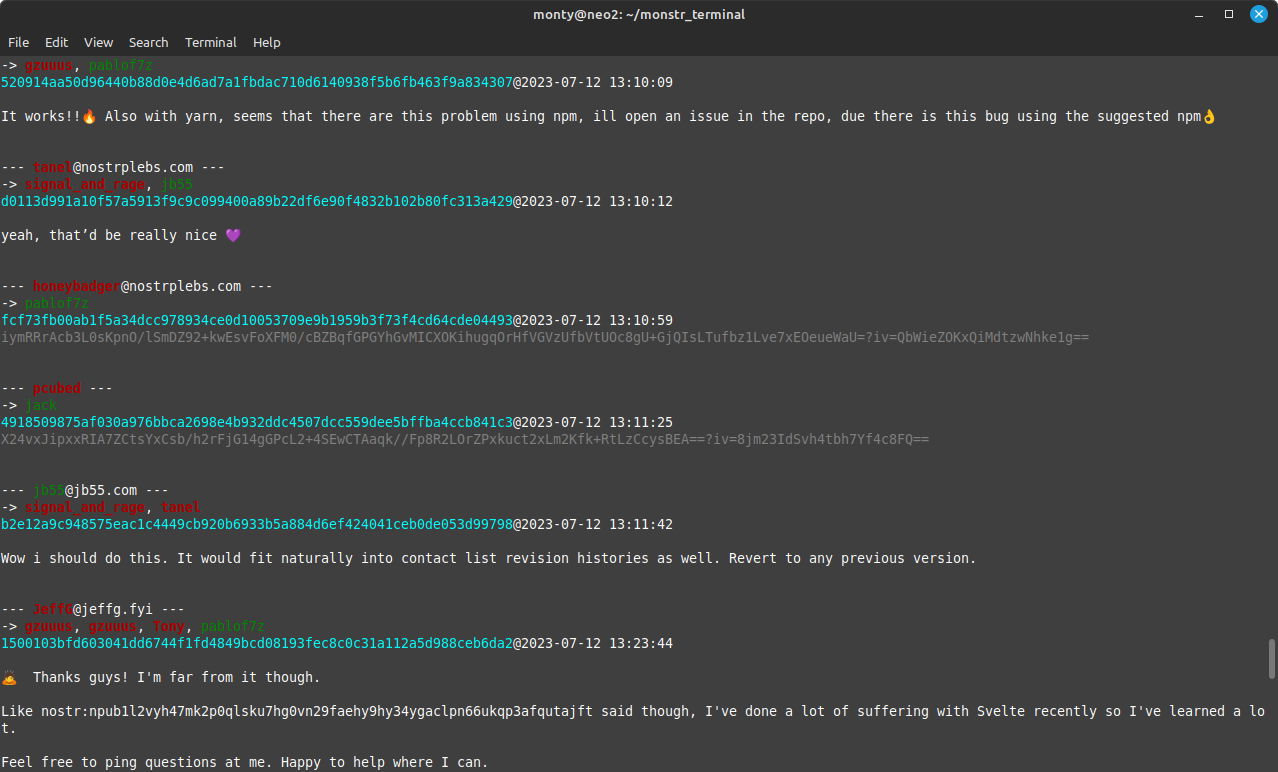 monty@neo2: ~/monstr_terminal
File Edit View Search Terminal Help
-> gzuuus, pablof7z
520914aa50d96440b88d0e4d6ad7a1fbdac710d6140938f5b6fb463f9a834307@2023-07-12 13:10:09
It works!!🔥 Also with yarn, seems that there are this problem using npm, ill open an issue in the repo, due there is this bug using the suggested npm👌
--- tanel@nostrplebs.com ---
-> signal_and_rage, jb55
d0113d991a10f57a5913f9c9c099400a89b22df6e90f4832b102b80fc313a429@2023-07-12 13:10:12
yeah, that’d be really nice 💜
--- honeybadger@nostrplebs.com ---
-> pablof7z
fcf73fb00ab1f5a34dcc978934ce0d10053709e9b1959b3f73f4cd64cde04493@2023-07-12 13:10:59
iymRRrAcb3L0sKpnO/lSmDZ92+kwEsvFoXFM0/cBZBqfGPGYhGvMICXOKihugqOrHfVGVzUfbVtUOc8gU+GjQIsLTufbz1Lve7xEOeueWaU=?iv=QbWieZOKxQiMdtzwNhke1g==
--- pcubed ---
-> jack
4918509875af030a976bbca2698e4b932ddc4507dcc559dee5bffba4ccb841c3@2023-07-12 13:11:25
X24vxJipxxRIA7ZCtsYxCsb/h2rFjG14gGPcL2+4SEwCTAaqk//Fp8R2LOrZPxkuct2xLm2Kfk+RtLzCcysBEA==?iv=8jm23IdSvh4tbh7Yf4c8FQ==
--- jb55@jb55.com ---
-> signal_and_rage, tanel
b2e12a9c948575eac1c4449cb920b6933b5a884d6ef424041ceb0de053d99798@2023-07-12 13:11:42
Wow i should do this. It would fit naturally into contact list revision histories as well. Revert to any previous version.
--- JeffG@jeffg.fyi ---
-> gzuuus, gzuuus, Tony, pablof7z
1500103bfd603041dd6744f1fd4849bcd08193fec8c0c31a112a5d988ceb6da2@2023-07-12 13:23:44
🙇 Thanks guys! I'm far from it though.
Like nostr:npub1l2vyh47mk2p0qlsku7hg0vn29faehy9hy34ygaclpn66ukqp3afqutajft said though, I've done a lot of suffering with Svelte recently so I've learned a lo
t.
Feel free to ping questions at me. Happy to help where I can.